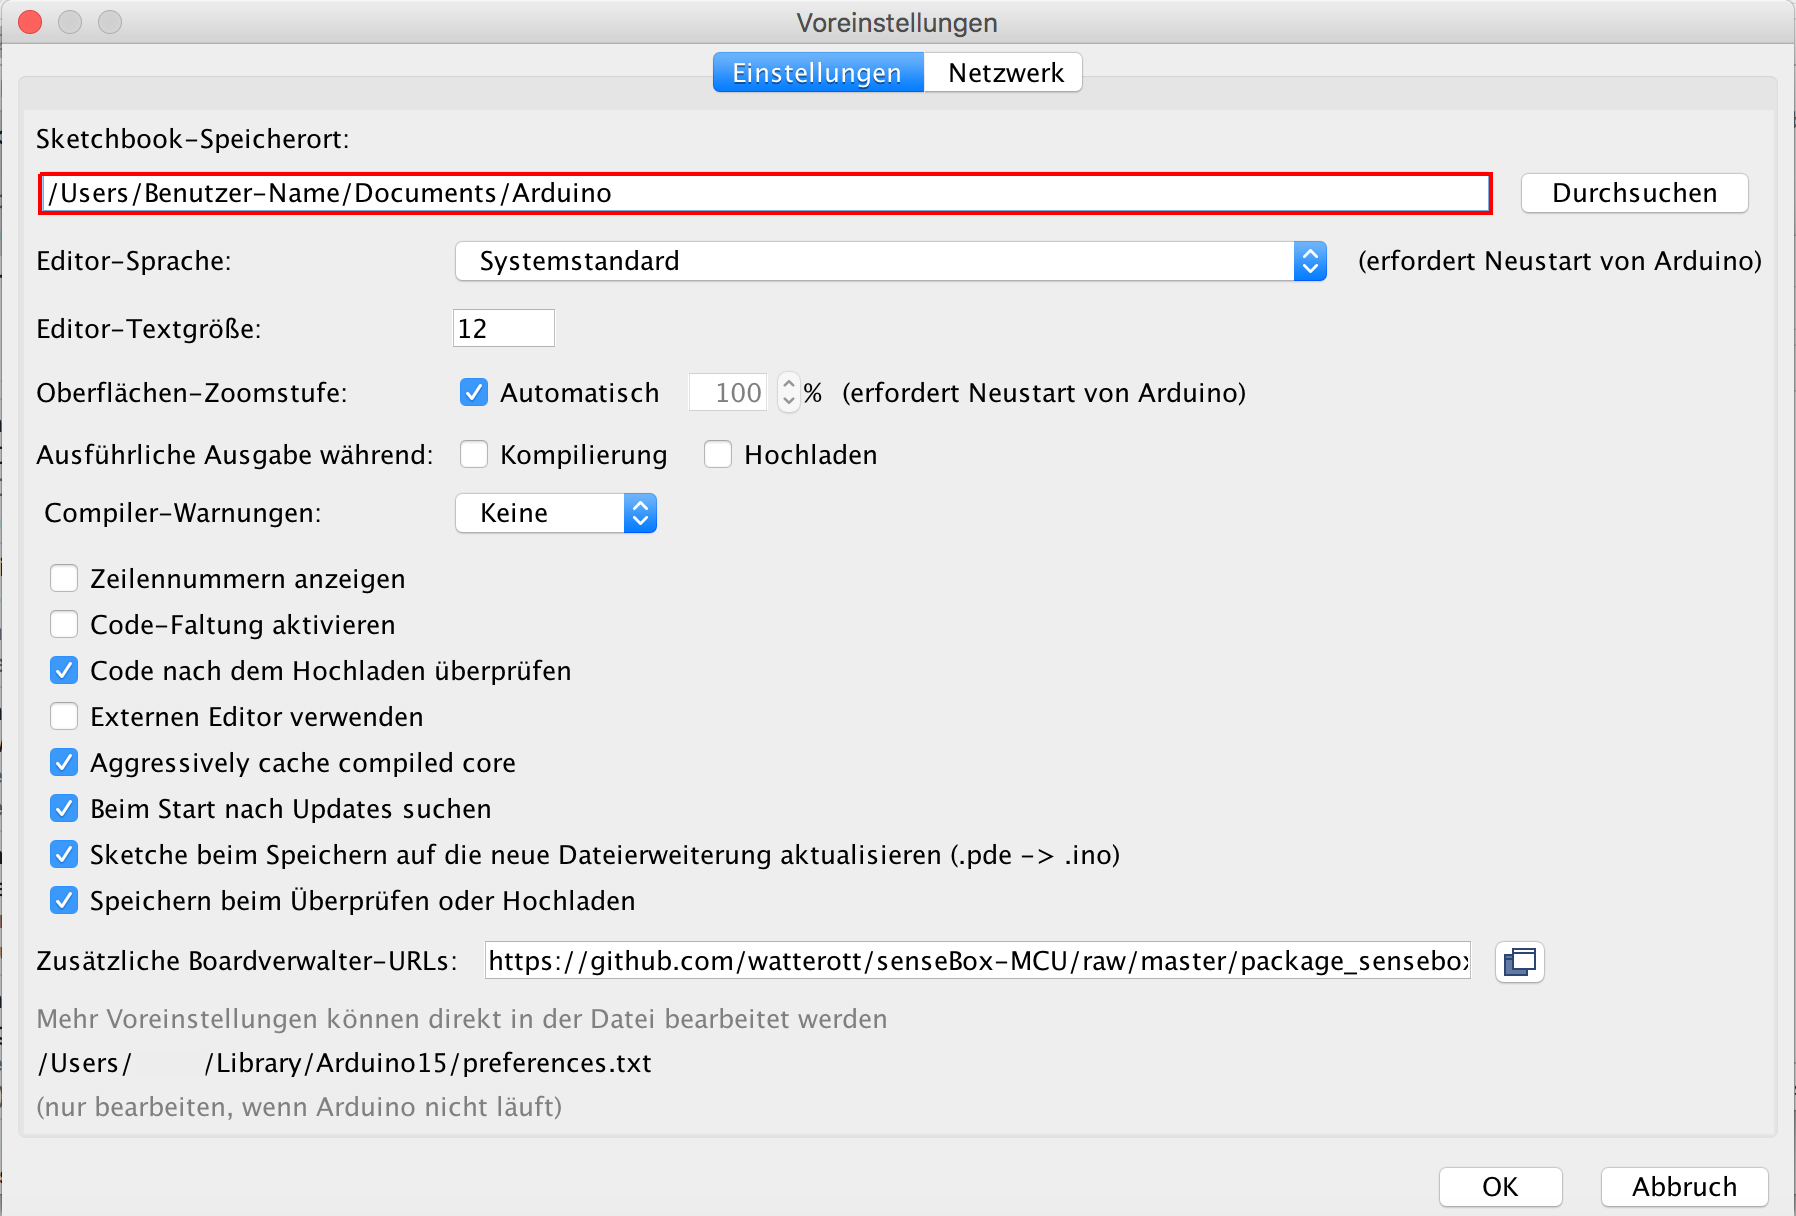 Voreinstellungen
Einstellungen Netzwerk
Sketchbook-Speicherort:
/Users/Benutzer-Name/Documents/Arduino Durchsuchen
Editor-Sprache: Systemstandard (erfordert Neustart von Arduino)
Editor-Textgröße: 12
Oberflächen-Zoomstufe: Automatisch 100 % (erfordert Neustart von Arduino)
Ausführliche Ausgabe während: Kompilierung Hochladen
Compiler-Warnungen: Keine
Zeilennummern anzeigen
Code-Faltung aktivieren
Code nach dem Hochladen überprüfen
Externen Editor verwenden
Aggressively cache compiled core
Beim Start nach Updates suchen
Sketche beim Speichern auf die neue Dateierweiterung aktualisieren (.pde -> .ino)
Speichern beim Überprüfen oder Hochladen
Zusätzliche Boardverwalter-URLs: https://github.com/watterott/senseBox-MCU/raw/master/package_sensebox
Mehr Voreinstellungen können direkt in der Datei bearbeitet werden
/Users/ /Library/Arduino15/preferences.txt
(nur bearbeiten, wenn Arduino nicht läuft)
OK Abbruch